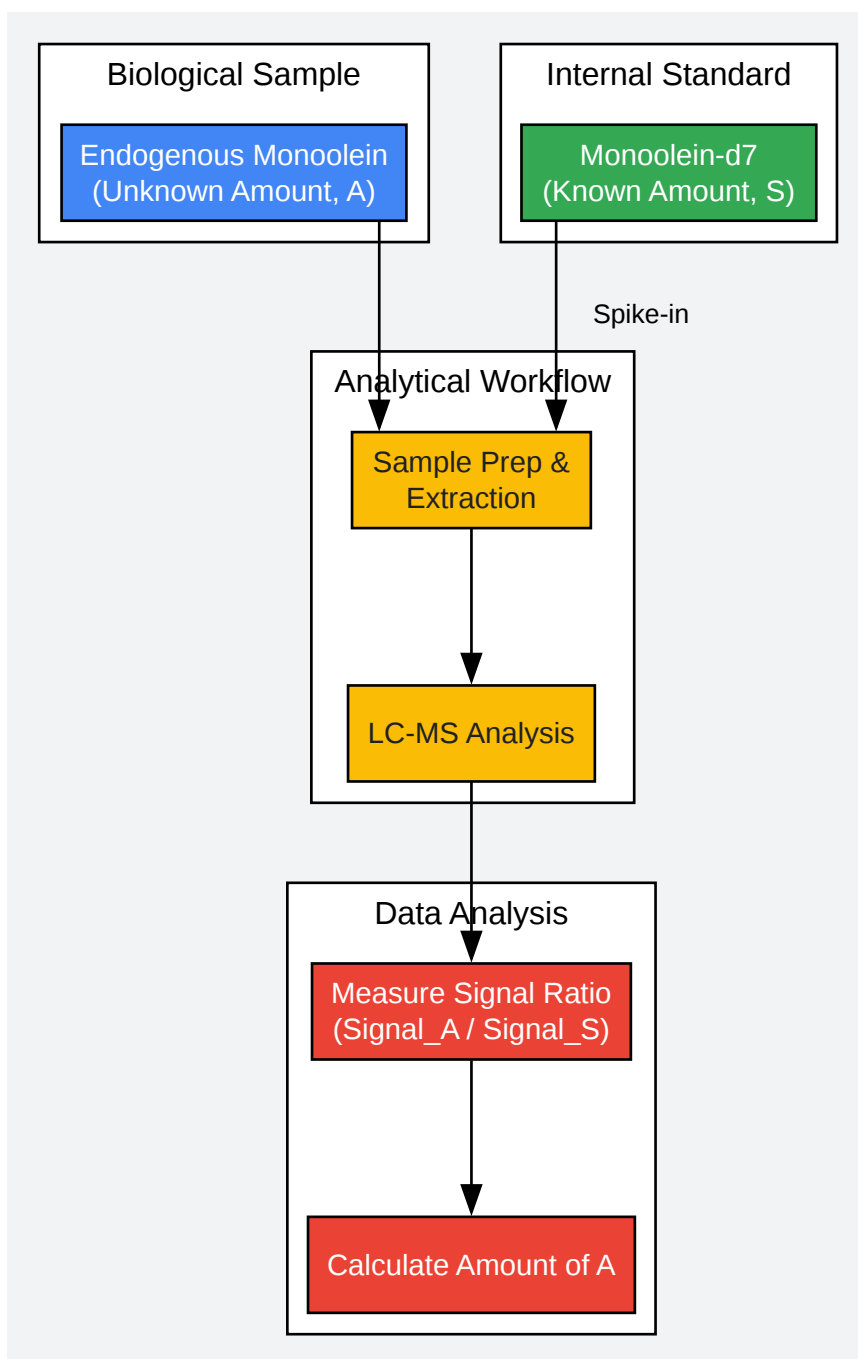 Biological Sample
Internal Standard
Endogenous Monoolein
(Unknown Amount, A)
Monoolein-d7
(Known Amount, S)
Spike-in
Analytical Workflow
Sample Prep &
Extraction
LC-MS Analysis
Data Analysis
Measure Signal Ratio
(Signal_A / Signal_S)
Calculate Amount of A